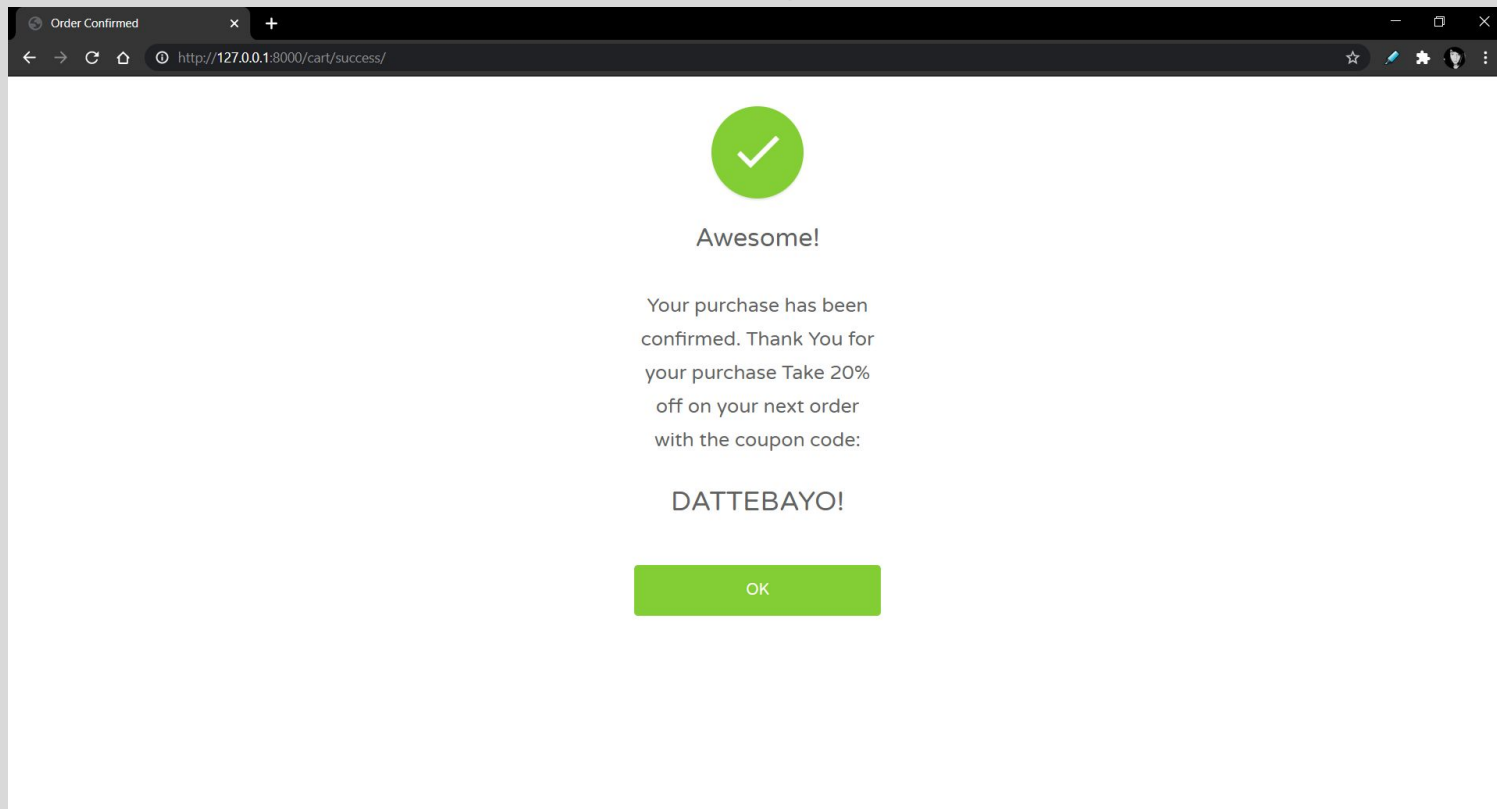 Order Confirmed
http://127.0.0.1:8000/cart/success/
Awesome!
Your purchase has been
confirmed. Thank You for
your purchase Take 20%
off on your next order
with the coupon code:
DATTEBAYO!
OK